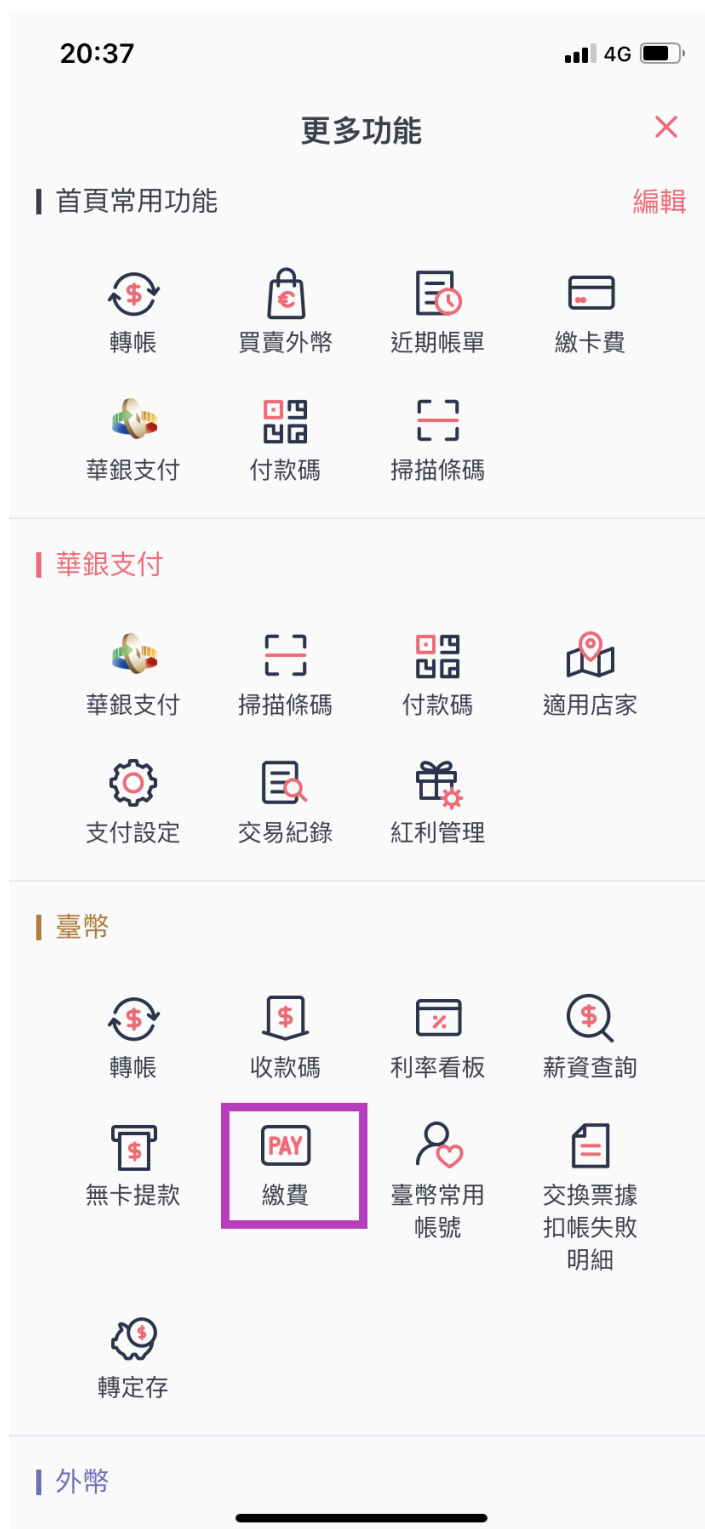 20:37 4G
更多功能
首頁常用功能 編輯
$ €
轉帳 買賣外幣 近期帳單 繳卡費
華銀支付 付款碼 掃描條碼
華銀支付
華銀支付 掃描條碼 付款碼 適用店家
支付設定 交易紀錄 紅利管理
臺幣
$ $ % $
轉帳 收款碼 利率看板 薪資查詢
$ PAY
無卡提款 繳費 臺幣常用 交換票據
帳號 扣帳失敗
明細
$
轉定存
外幣